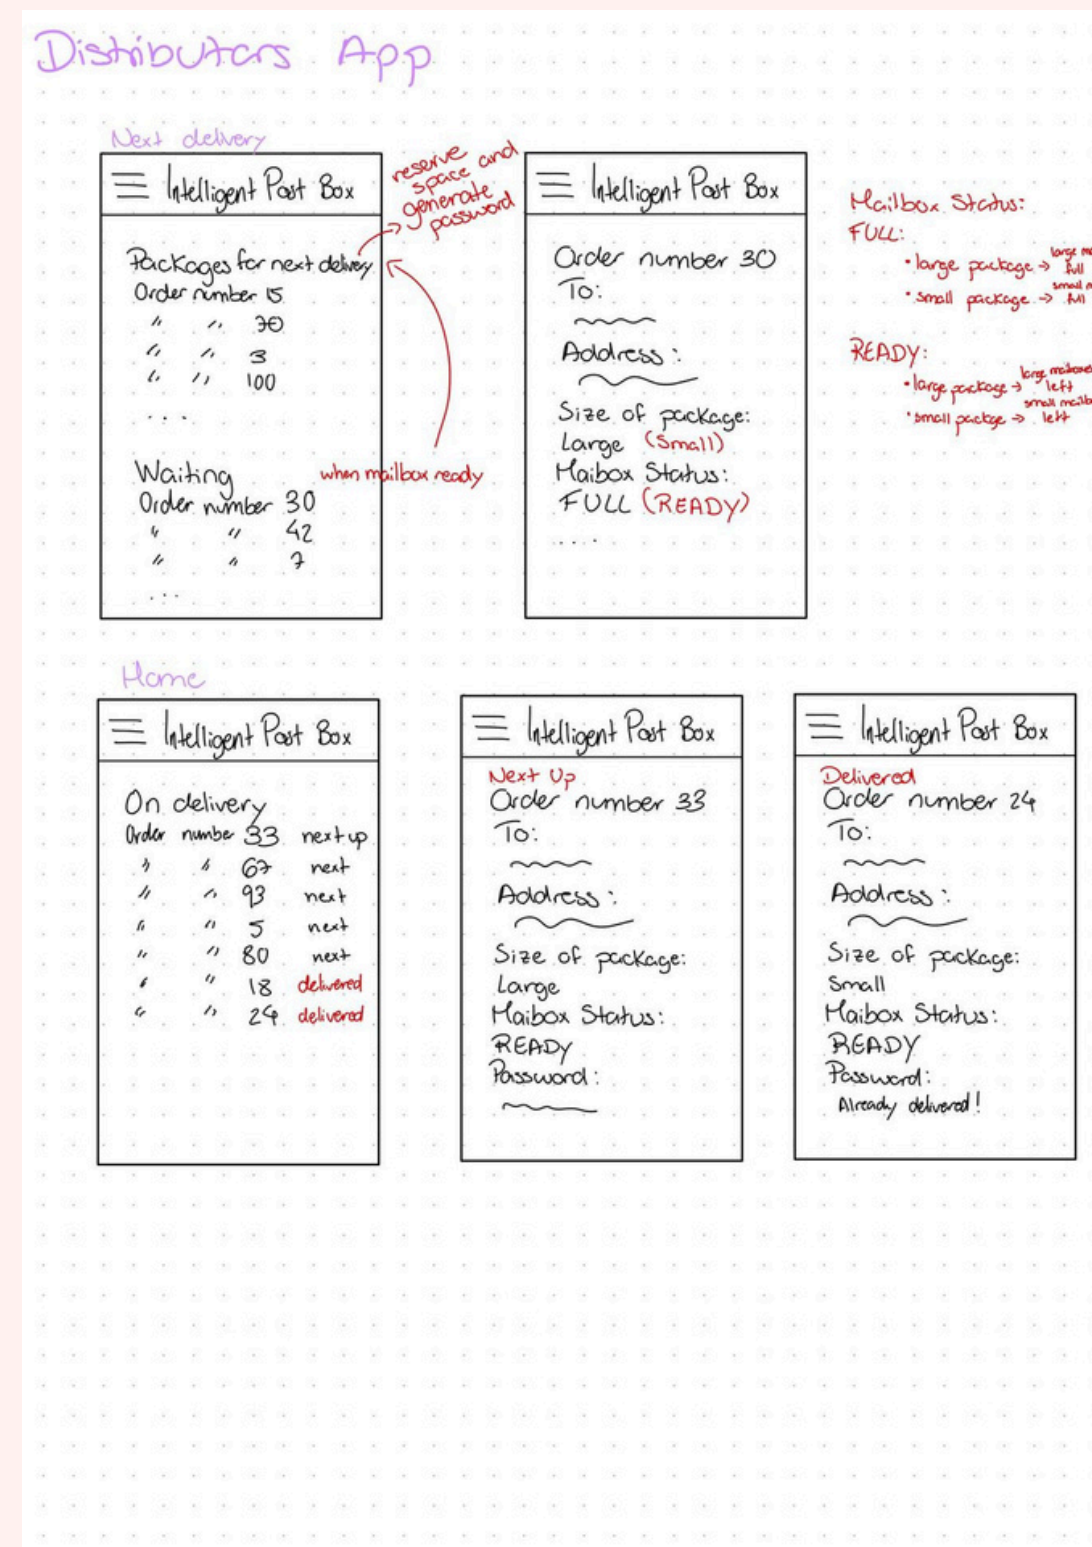 Distributors App
Next delivery
Intelligent Post Box
Packages for next delivery
Order number 15
" " 70
" " 3
" " 100
...
Waiting
Order number 30
" " 42
" " 7
...
reserve
space and
generate
password
when mailbox ready
Intelligent Post Box
Order number 30
To:
Address:
Size of package:
Large (Small)
Maibox Status:
FULL (READY)
....
Mailbox Status:
FULL:
• large package → large
full
• small package → small
full
READY:
• large package → large
left
• small packge → small
left
Home
Intelligent Post Box
On delivery
Order number 33 next up
" " 67 next
" " 93 next
" " 5 next
" " 80 next
" " 18 delivered
" " 24 delivered
Intelligent Post Box
Next Up
Order number 33
To:
Address:
Size of package:
Large
Maibox Status:
READY
Password:
Intelligent Post Box
Delivered
Order number 24
To:
Address:
Size of package:
Small
Maibox Status:
READY
Password:
Already delivered!